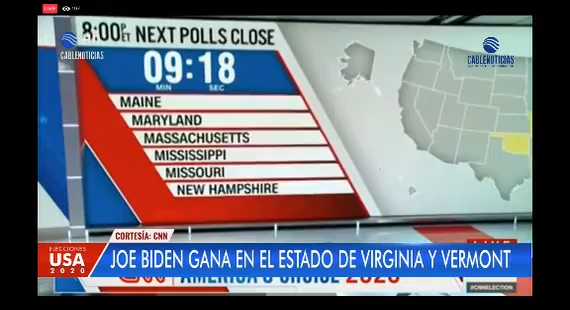 LIVE
8:00 PM ET NEXT POLLS CLOSE
CABLENOTICIAS
CABLENOTICIAS
09:18
MIN SEC
MAINE
MARYLAND
MASSACHUSETTS
MISSISSIPPI
MISSOURI
NEW HAMPSHIRE
CORTESÍA: CNN
ELECCIONES
USA
2020
JOE BIDEN GANA EN EL ESTADO DE VIRGINIA Y VERMONT
AMERICA'S CHOICE 2020
#CNNELECTION